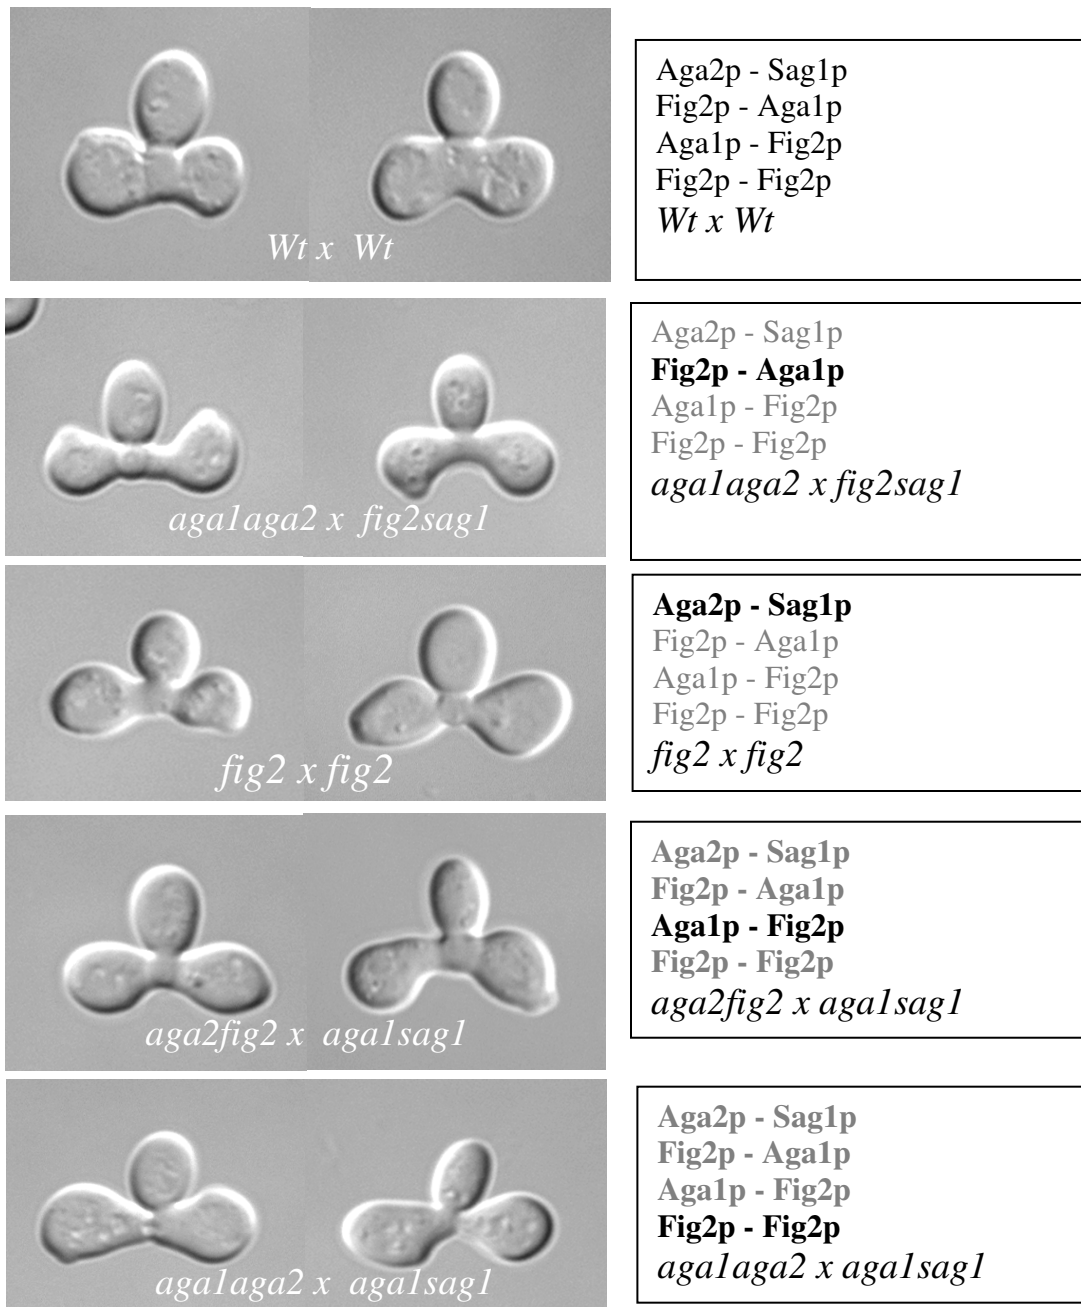 Wt x Wt
Aga2p - Sag1p
Fig2p - Aga1p
Aga1p - Fig2p
Fig2p - Fig2p
Wt x Wt
aga1aga2 x fig2sag1
Aga2p - Sag1p
Fig2p - Aga1p
Aga1p - Fig2p
Fig2p - Fig2p
aga1aga2 x fig2sag1
fig2 x fig2
Aga2p - Sag1p
Fig2p - Aga1p
Aga1p - Fig2p
Fig2p - Fig2p
fig2 x fig2
aga2fig2 x aga1sag1
Aga2p - Sag1p
Fig2p - Aga1p
Aga1p - Fig2p
Fig2p - Fig2p
aga2fig2 x aga1sag1
aga1aga2 x aga1sag1
Aga2p - Sag1p
Fig2p - Aga1p
Aga1p - Fig2p
Fig2p - Fig2p
aga1aga2 x aga1sag1